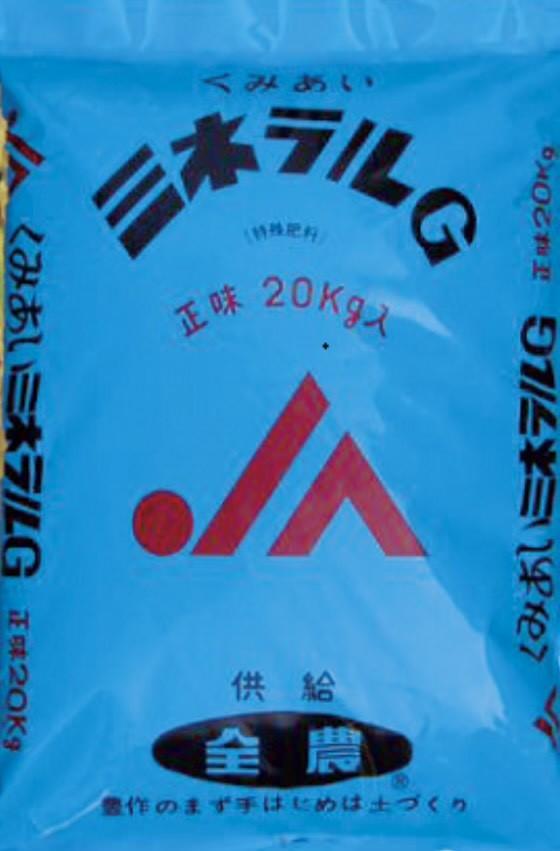 くみあい
ミネラルG
(特殊肥料)
正味 20Kg入
JA
供給
全農
®
豊作のまず手はじめは土づくり
くみあいミネラルG 正味20Kg
くみあいミネラルG 正味20Kg